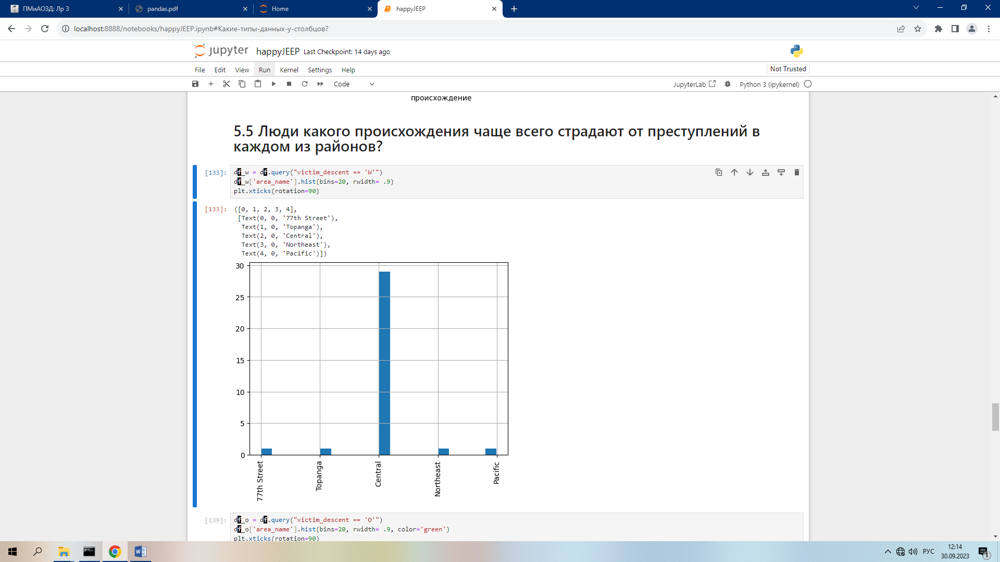 ПМиАОЗД: Лр 3
pandas.pdf
Home
happyJEEP
localhost:8888/notebooks/happyJEEP.ipynb#Какие-типы-данных-у-столбцов?
jupyter happyJEEP Last Checkpoint: 14 days ago
File Edit View Run Kernel Settings Help
Not Trusted
Code
JupyterLab
Python 3 (ipykernel)
происхождение
5.5 Люди какого происхождения чаще всего страдают от преступлений в
каждом из районов?
[133]:
df_w = df.query("victim_descent == 'W'")
df_w['area_name'].hist(bins=20, rwidth= .9)
plt.xticks(rotation=90)
[133]:
([0, 1, 2, 3, 4],
[Text(0, 0, '77th Street'),
Text(1, 0, 'Topanga'),
Text(2, 0, 'Central'),
Text(3, 0, 'Northeast'),
Text(4, 0, 'Pacific')])
30
25
20
15
10
5
0
77th Street
Topanga
Central
Northeast
Pacific
[139]:
df_o = df.query("victim_descent == 'O'")
df_o['area_name'].hist(bins=20, rwidth= .9, color='green')
plt.xticks(rotation=90)
РУС
12:14
30.09.2023
1